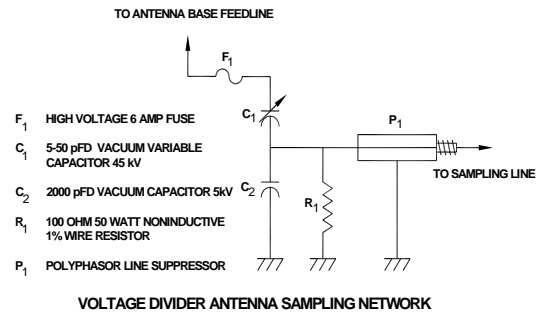 TO ANTENNA BASE FEEDLINE
F1
C1
P1
TO SAMPLING LINE
C2
R1
F1 HIGH VOLTAGE 6 AMP FUSE
C1 5-50 pFD VACUUM VARIABLE
CAPACITOR 45 kV
C2 2000 pFD VACUUM CAPACITOR 5kV
R1 100 OHM 50 WATT NONINDUCTIVE
1% WIRE RESISTOR
P1 POLYPHASOR LINE SUPPRESSOR
VOLTAGE DIVIDER ANTENNA SAMPLING NETWORK